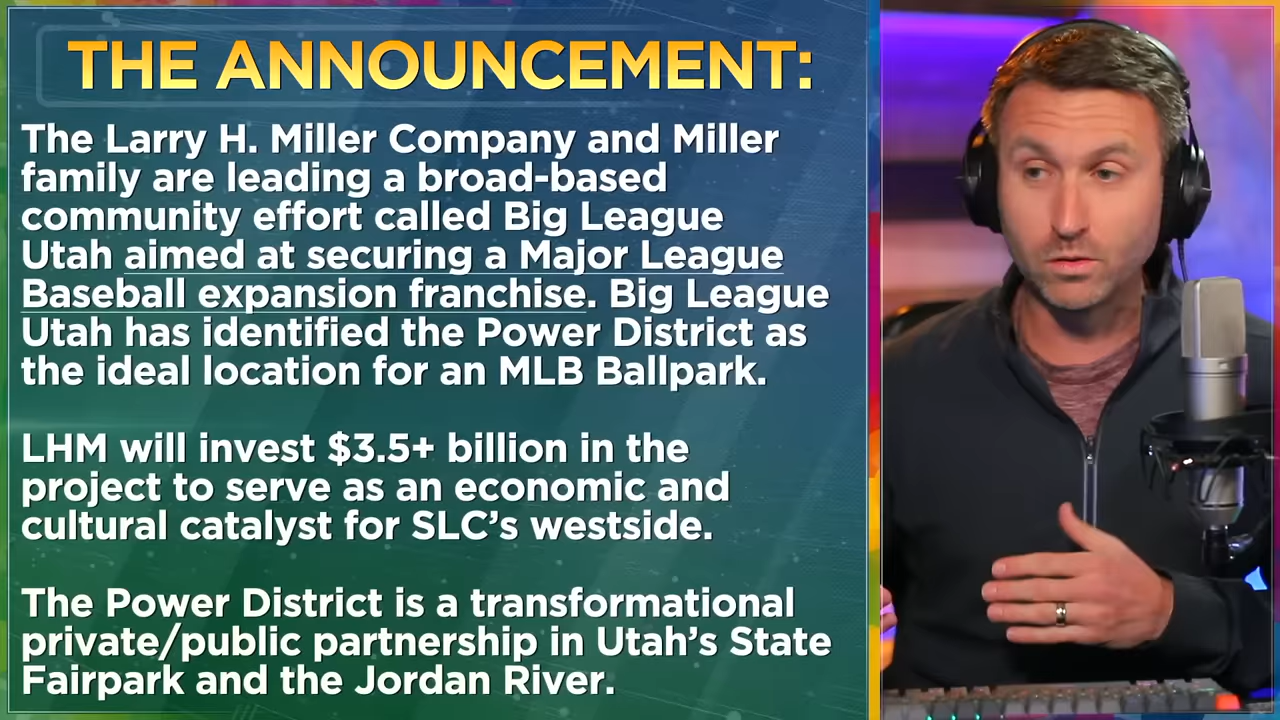 THE ANNOUNCEMENT:
The Larry H. Miller Company and Miller
family are leading a broad-based
community effort called Big League
Utah aimed at securing a Major League
Baseball expansion franchise. Big League
Utah has identified the Power District as
the ideal location for an MLB Ballpark.
LHM will invest $3.5+ billion in the
project to serve as an economic and
cultural catalyst for SLC’s westside.
The Power District is a transformational
private/public partnership in Utah’s State
Fairpark and the Jordan River.